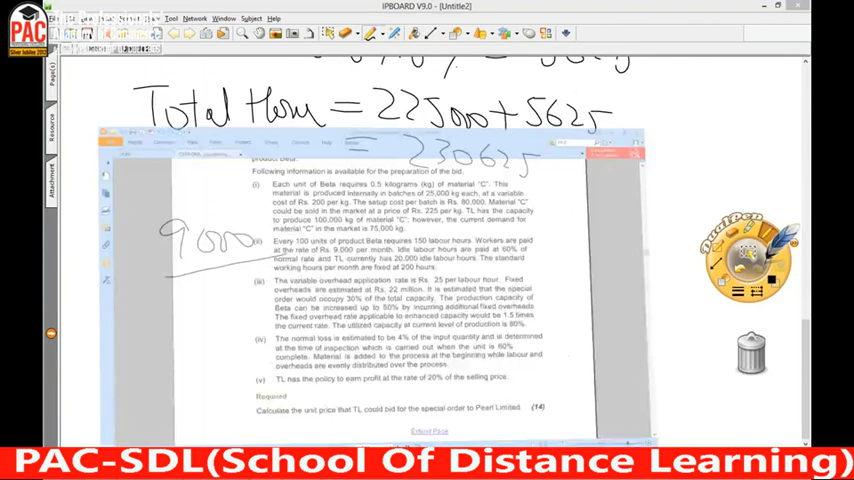 IPBOARD V9.0 - [Untitled2]
PAC
Silver Jubilee 2012
Tool Network Window Subject Help
Page(s)
Resource
Attachment
Total Hour = 22500 + 5625
= 230625
9000
product Beta.
Following information is available for the preparation of the bid.
(i) Each unit of Beta requires 0.5 kilograms (kg) of material "C". This
material is produced internally in batches of 25,000 kg each, at a variable
cost of Rs. 200 per kg. The setup cost per batch is Rs. 80,000. Material "C"
could be sold in the market at a price of Rs. 225 per kg. TL has the capacity
to produce 100,000 kg of material "C"; however, the current demand for
material "C" in the market is 75,000 kg.
(ii) Every 100 units of product Beta requires 150 labour hours. Workers are paid
at the rate of Rs. 9,000 per month. Idle labour hours are paid at 60% of
normal rate and TL currently has 20,000 idle labour hours. The standard
working hours per month are fixed at 200 hours.
(iii) The variable overhead application rate is Rs. 25 per labour hour. Fixed
overheads are estimated at Rs. 22 million. It is estimated that the special
order would occupy 30% of the total capacity. The production capacity of
Beta can be increased up to 50% by incurring additional fixed overheads.
The fixed overhead rate applicable to enhanced capacity would be 1.5 times
the current rate. The utilized capacity at current level of production is 80%.
(iv) The normal loss is estimated to be 4% of the input quantity and is determined
at the time of inspection which is carried out when the unit is 60%
complete. Material is added to the process at the beginning while labour and
overheads are evenly distributed over the process.
(v) TL has the policy to earn profit at the rate of 20% of the selling price.
Required
Calculate the unit price that TL could bid for the special order to Pearl Limited. (14)
Extend Page
PAC-SDL(School Of Distance Learning)